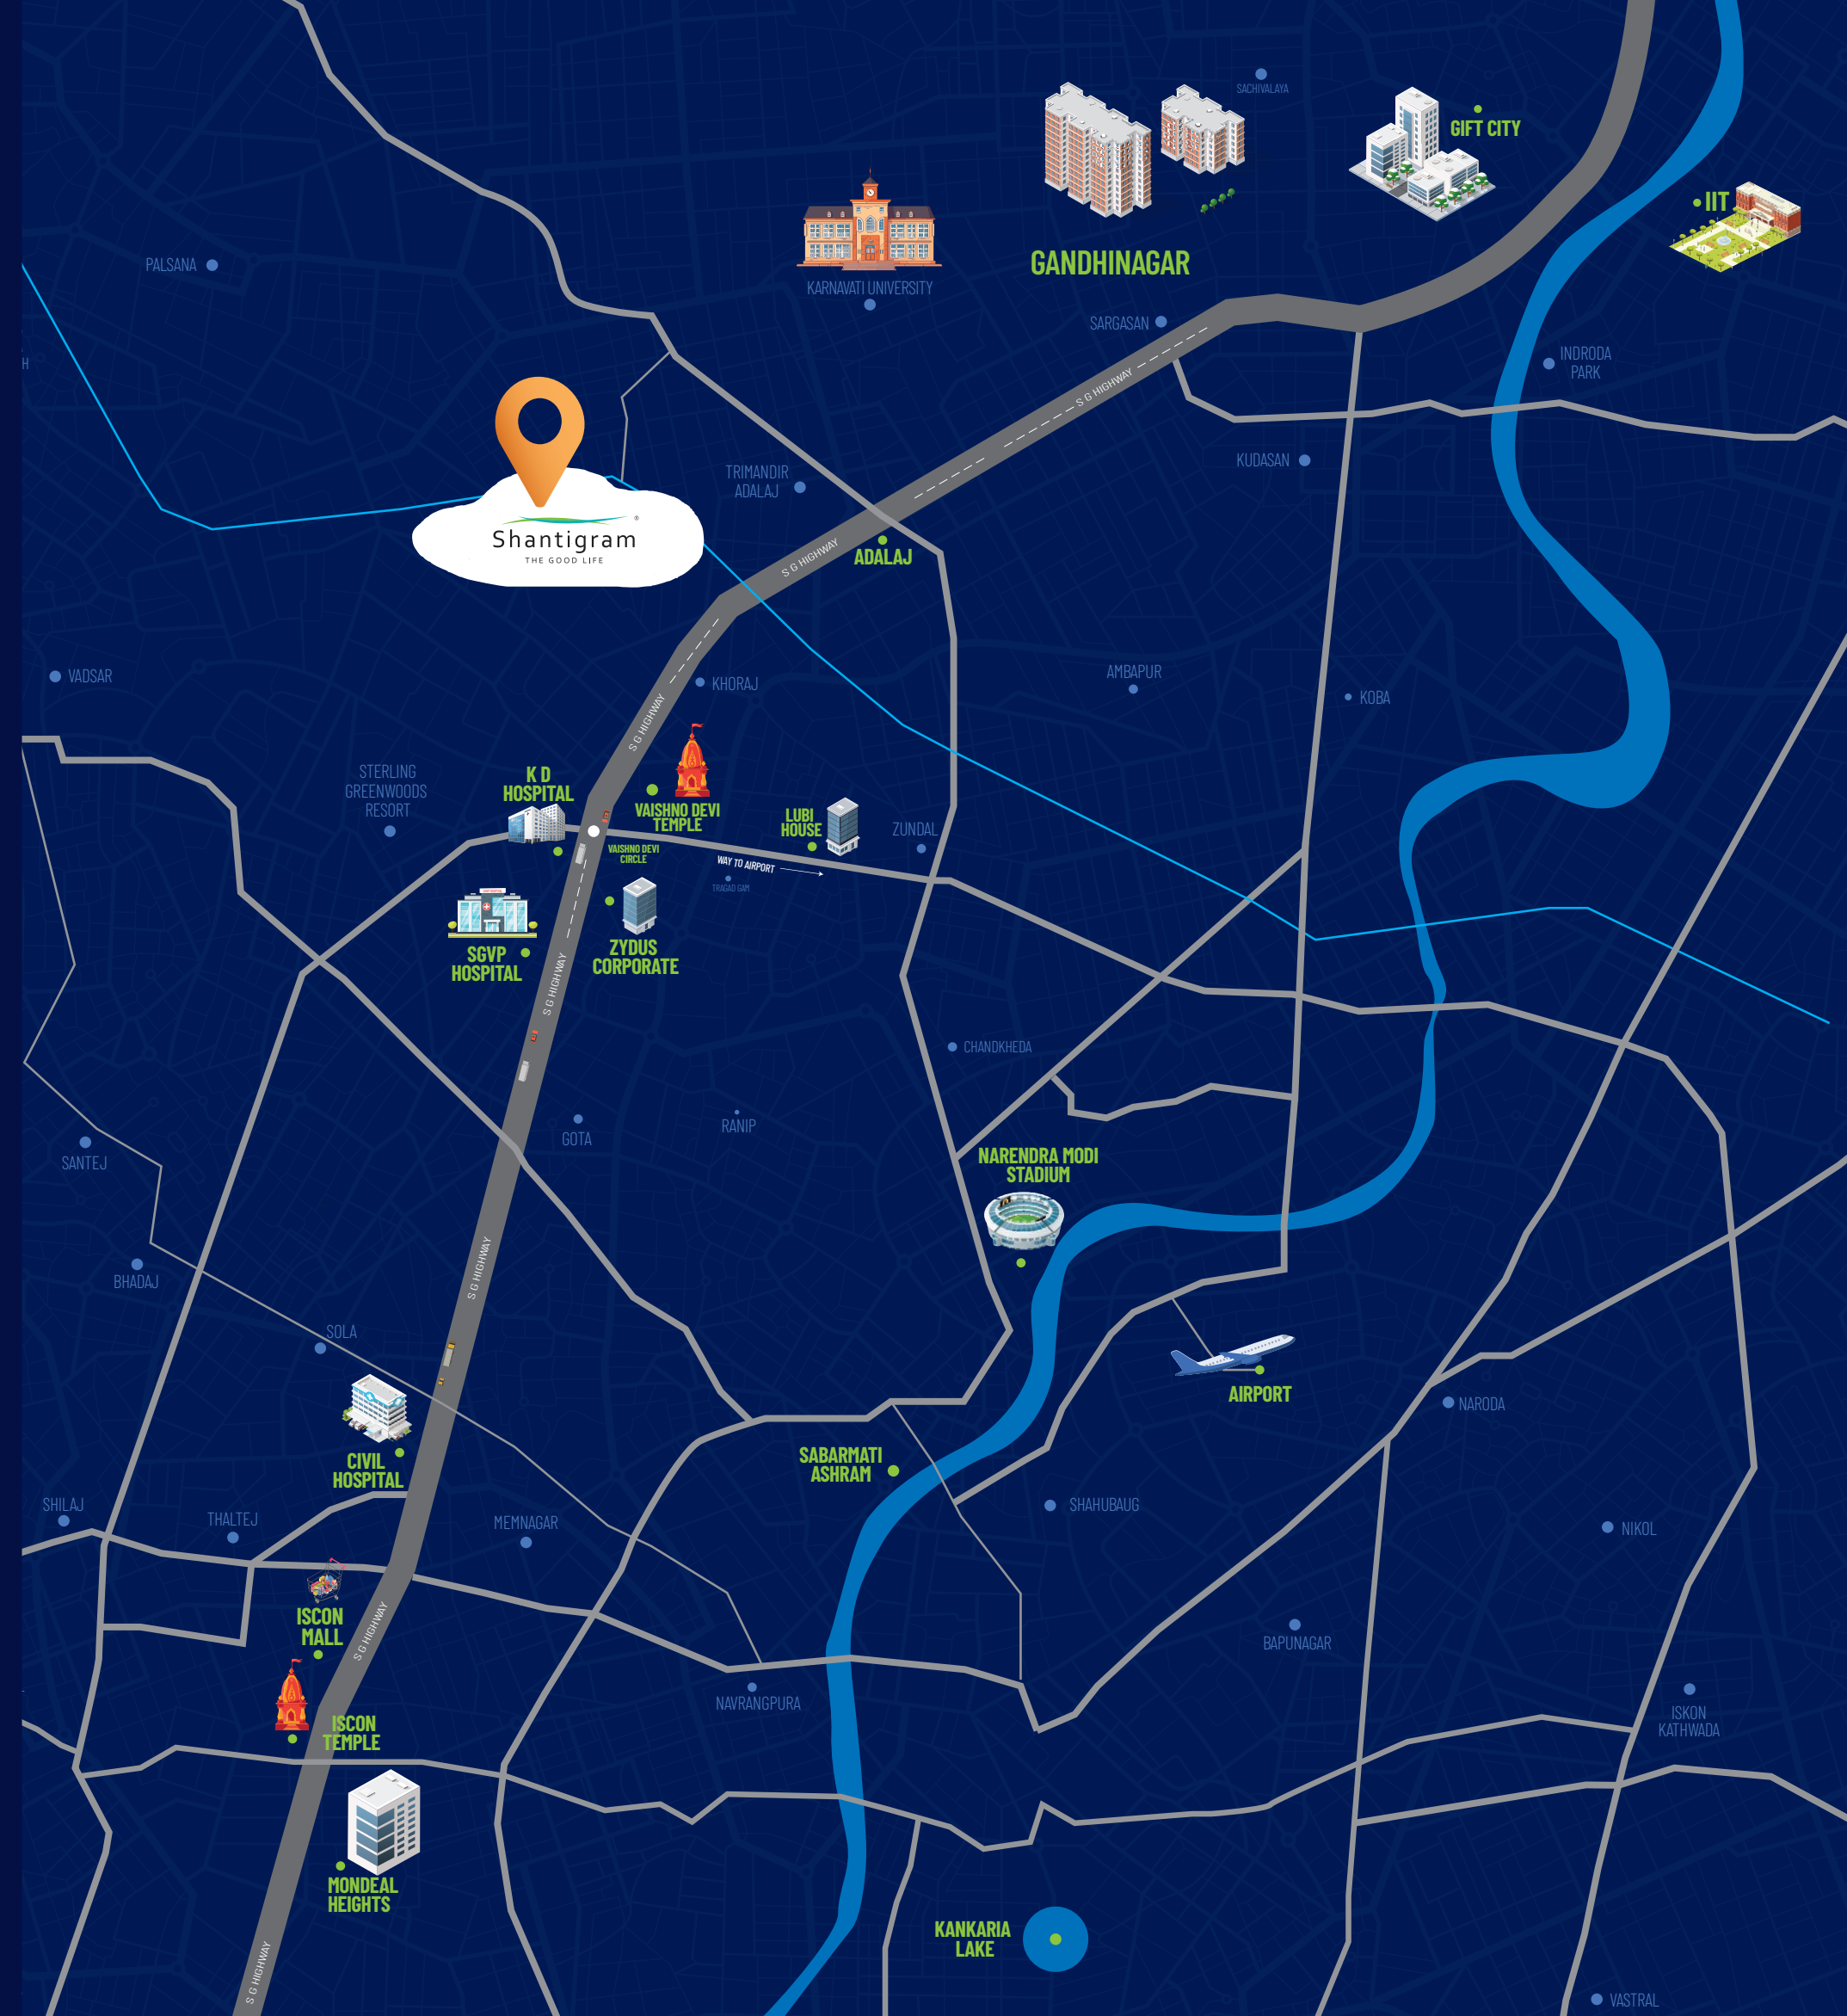 SACHIVALAYA
GIFT CITY
IIT
PALSANA
GANDHINAGAR
KARNAVATI UNIVERSITY
SARGASAN
INDRODA
PARK
H
S G HIGHWAY
KUDASAN
TRIMANDIR
ADALAJ
Shantigram
®
THE GOOD LIFE
S G HIGHWAY
ADALAJ
VADSAR
KHORAJ
AMBAPUR
KOBA
S G HIGHWAY
STERLING
GREENWOODS
RESORT
K D
HOSPITAL
VAISHNO DEVI
TEMPLE
LUBI
HOUSE
ZUNDAL
VAISHNO DEVI
CIRCLE
WAY TO AIRPORT
TRAGAD GAM
SGVP
HOSPITAL
ZYDUS
CORPORATE
S G HIGHWAY
CHANDKHEDA
GOTA
RANIP
SANTEJ
NARENDRA MODI
STADIUM
BHADAJ
S G HIGHWAY
SOLA
AIRPORT
NARODA
CIVIL
HOSPITAL
SABARMATI
ASHRAM
SHILAJ
THALTEJ
MEMNAGAR
SHAHUBAUG
NIKOL
ISCON
MALL
S G HIGHWAY
BAPUNAGAR
NAVRANGPURA
ISKON
KATHWADA
ISCON
TEMPLE
MONDEAL
HEIGHTS
KANKARIA
LAKE
S G HIGHWAY
VASTRAL